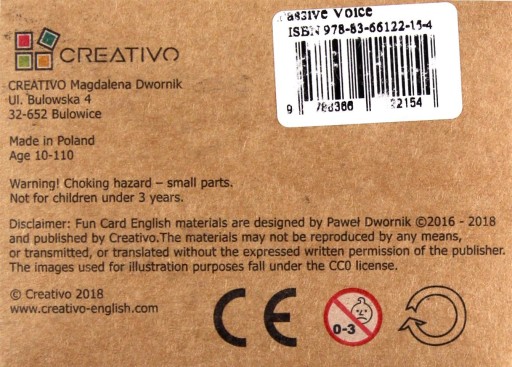 Passive Voice
ISBN 978-83-66122-15-4
CREATIVO
CREATIVO Magdalena Dwornik
Ul. Bulowska 4
32-652 Bulowice
Made in Poland
Age 10-110
Warning! Choking hazard – small parts.
Not for children under 3 years.
Disclaimer: Fun Card English materials are designed by Paweł Dwornik ©2016 - 2018
and published by Creativo.The materials may not be reproduced by any means,
or transmitted, or translated without the expressed written permission of the publisher.
The images used for illustration purposes fall under the CC0 license.
© Creativo 2018
www.creativo-english.com
CE
0-3